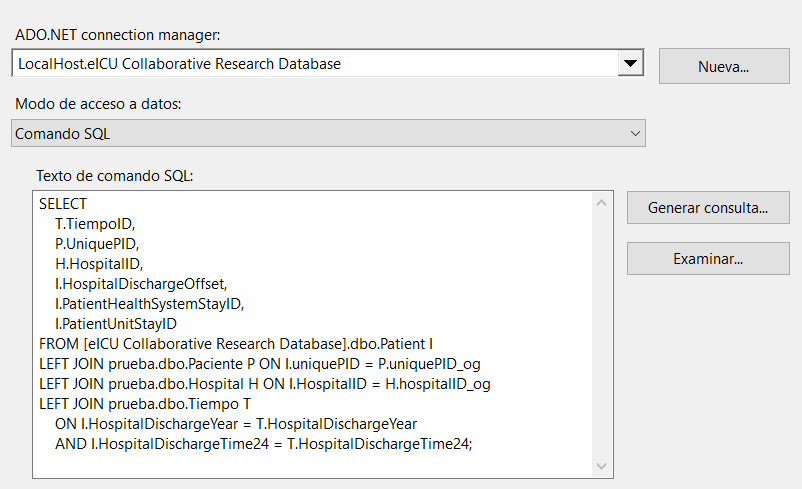 ADO.NET connection manager:
LocalHost.eICU Collaborative Research Database
Nueva...
Modo de acceso a datos:
Comando SQL
Texto de comando SQL:
SELECT
T.TiempoID,
P.UniquePID,
H.HospitalID,
I.HospitalDischargeOffset,
I.PatientHealthSystemStayID,
I.PatientUnitStayID
FROM [eICU Collaborative Research Database].dbo.Patient I
LEFT JOIN prueba.dbo.Paciente P ON I.uniquePID = P.uniquePID_og
LEFT JOIN prueba.dbo.Hospital H ON I.HospitalID = H.hospitalID_og
LEFT JOIN prueba.dbo.Tiempo T
ON I.HospitalDischargeYear = T.HospitalDischargeYear
AND I.HospitalDischargeTime24 = T.HospitalDischargeTime24;
Generar consulta...
Examinar...